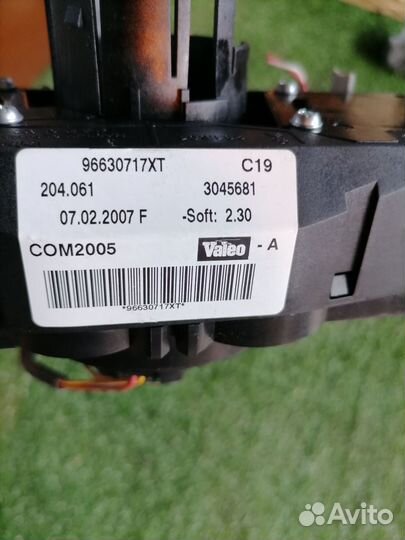 96630717XT C19
204.061 3045681
07.02.2007 F -Soft: 2.30
COM2005 Valeo - A
*96630717XT*
Avito